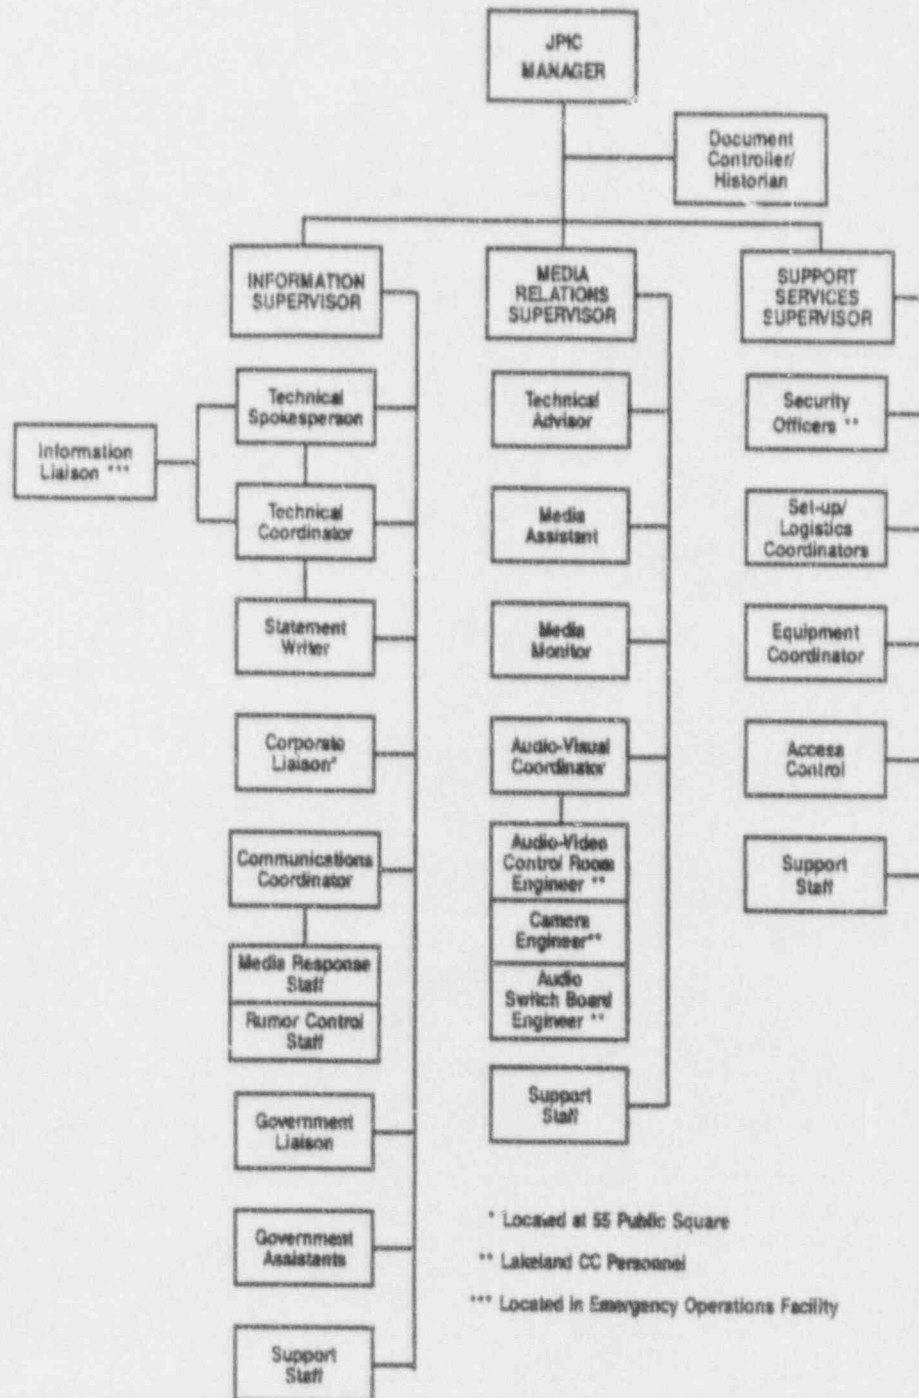 JPIC
MANAGER
Document
Controller/
Historian
INFORMATION
SUPERVISOR
MEDIA
RELATIONS
SUPERVISOR
SUPPORT
SERVICES
SUPERVISOR
Technical
Spokesperson
Information
Liaison ***
Technical
Coordinator
Statement
Writer
Corporate
Liaison*
Communications
Coordinator
Media Response
Staff
Rumor Control
Staff
Government
Liaison
Government
Assistants
Support
Staff
Technical
Advisor
Media
Assistant
Media
Monitor
Audio-Visual
Coordinator
Audio-Video
Control Room
Engineer **
Camera
Engineer**
Audio
Switch Board
Engineer **
Support
Staff
Security
Officers **
Set-up/
Logistics
Coordinators
Equipment
Coordinator
Access
Control
Support
Staff
* Located at 55 Public Square
** Lakeland CC Personnel
*** Located in Emergency Operations Facility